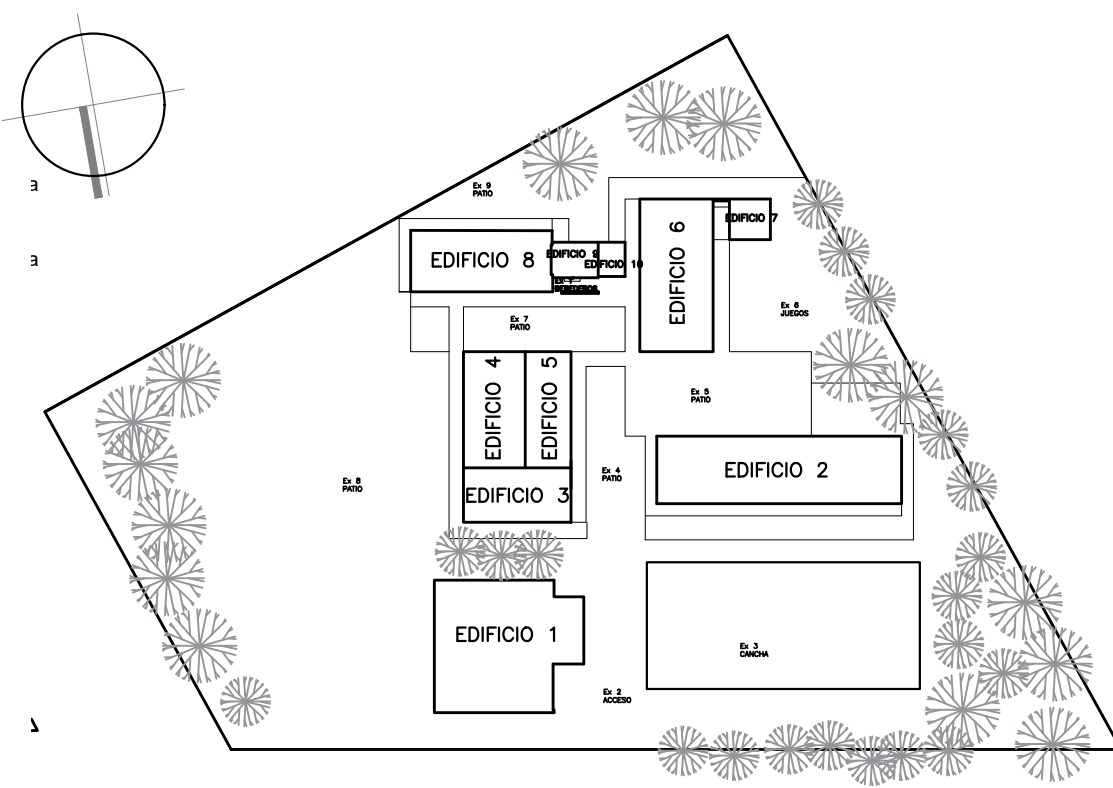 a
Ex 9
PATIO
EDIFICIO 6
EDIFICIO 7
EDIFICIO 8
EDIFICIO 9
EDIFICIO 10
a
BEBEDEROS
Ex 6
JUEGOS
Ex 7
PATIO
EDIFICIO 4
EDIFICIO 5
Ex 5
PATIO
EDIFICIO 2
Ex 4
PATIO
Ex 8
PATIO
EDIFICIO 3
EDIFICIO 1
Ex 3
CANCHA
Ex 2
ACCESO